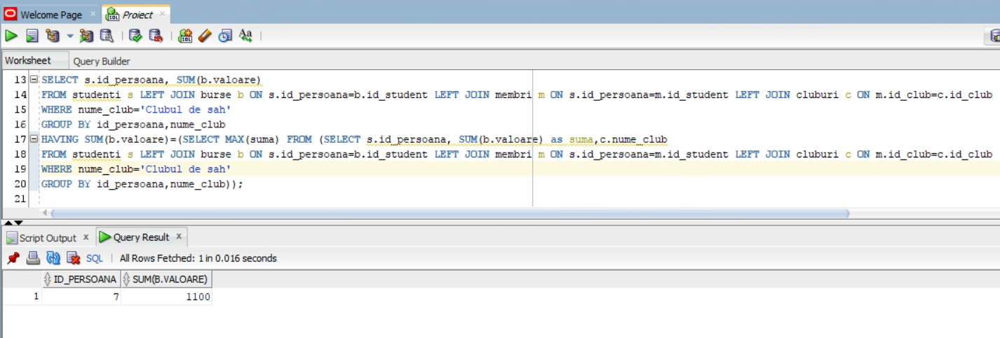 Welcome Page × Proiect ×
Worksheet Query Builder
13 SELECT s.id_persoana, SUM(b.valoare)
14 FROM studenti s LEFT JOIN burse b ON s.id_persoana=b.id_student LEFT JOIN membri m ON s.id_persoana=m.id_student LEFT JOIN cluburi c ON m.id_club=c.id_club
15 WHERE nume_club='Clubul de sah'
16 GROUP BY id_persoana,nume_club
17 HAVING SUM(b.valoare)=(SELECT MAX(suma) FROM (SELECT s.id_persoana, SUM(b.valoare) as suma,c.nume_club
18 FROM studenti s LEFT JOIN burse b ON s.id_persoana=b.id_student LEFT JOIN membri m ON s.id_persoana=m.id_student LEFT JOIN cluburi c ON m.id_club=c.id_club
19 WHERE nume_club='Clubul de sah'
20 GROUP BY id_persoana,nume_club));
21
Script Output × Query Result ×
SQL | All Rows Fetched: 1 in 0.016 seconds
ID_PERSOANA SUM(B.VALOARE)
1 7 1100